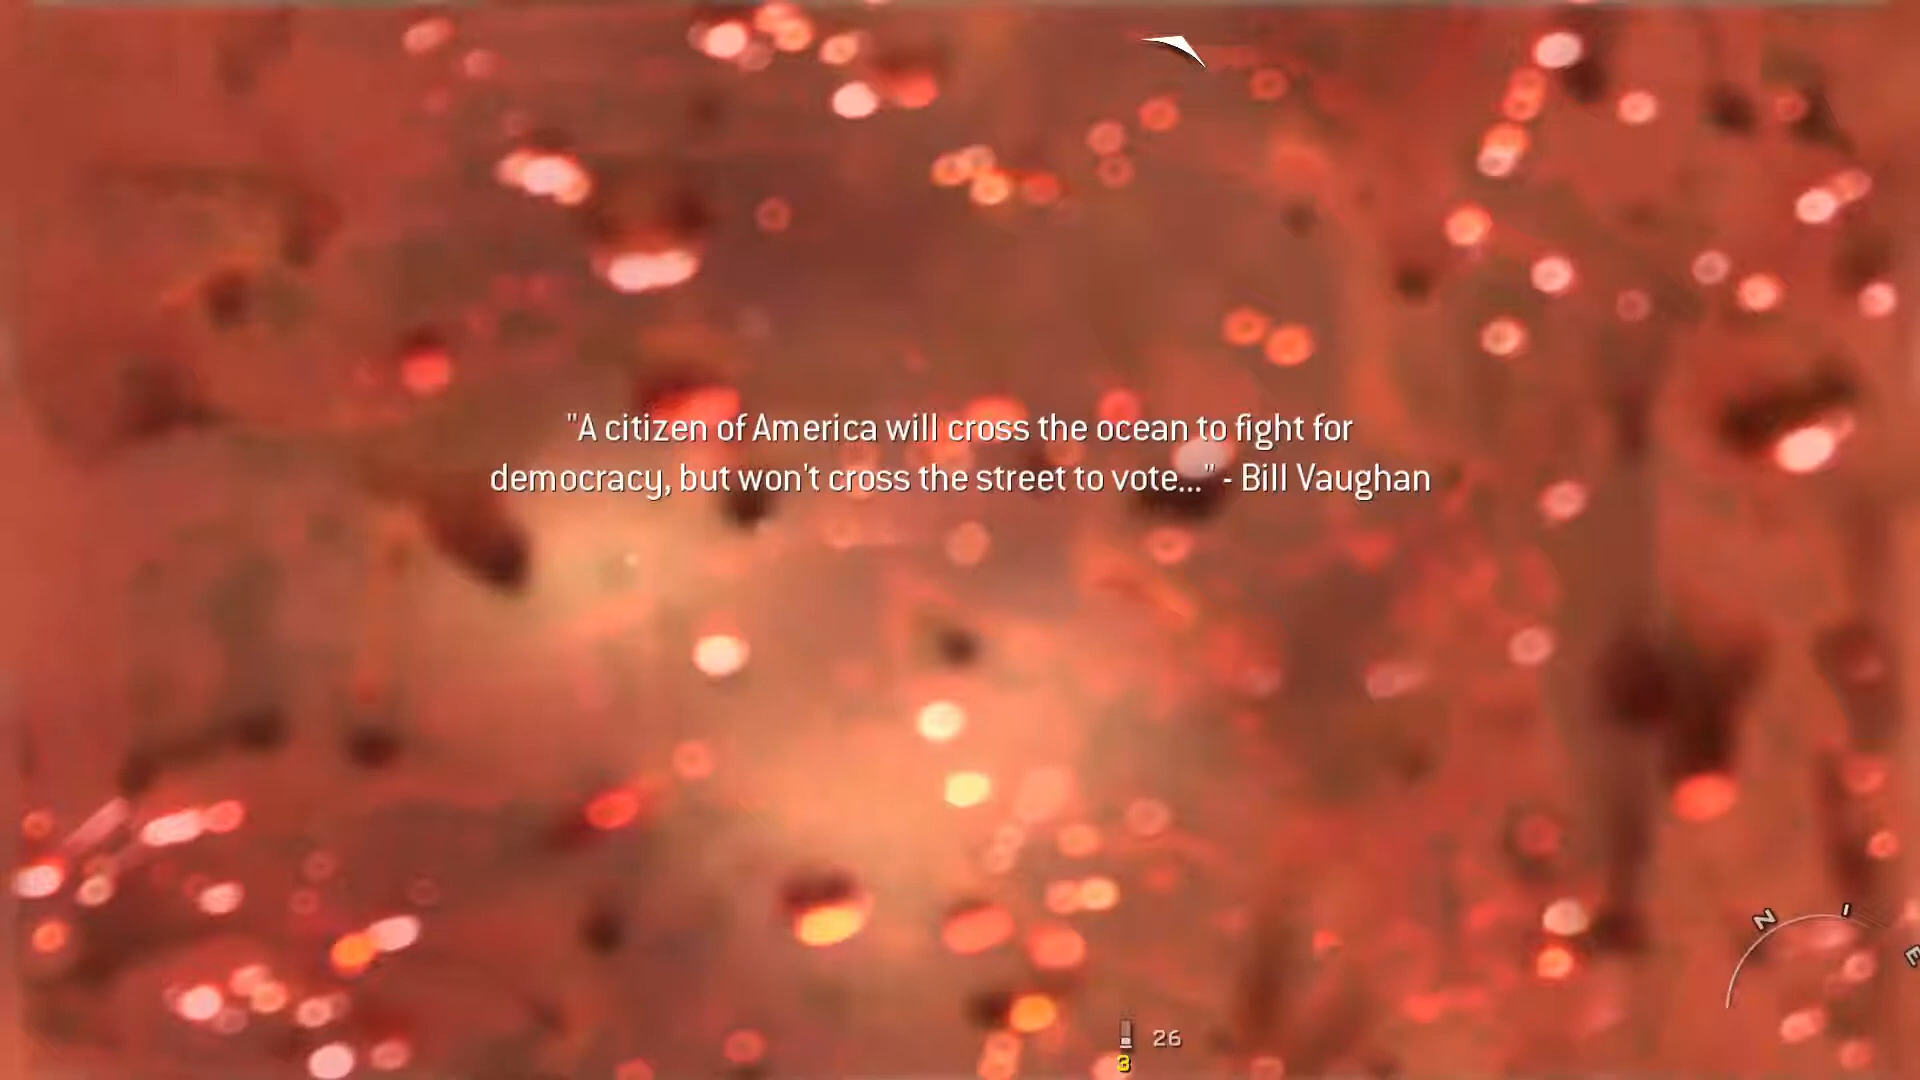 "A citizen of America will cross the ocean to fight for
democracy, but won't cross the street to vote..." - Bill Vaughan
N
E
26
3